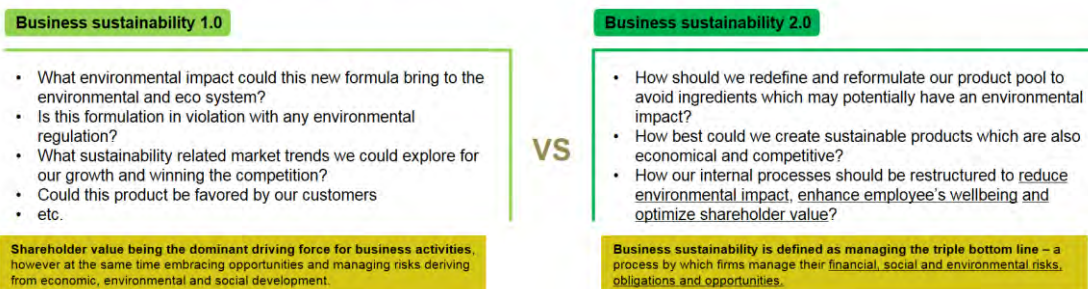 Business sustainability 1.0
• What environmental impact could this new formula bring to the
environmental and eco system?
• Is this formulation in violation with any environmental
regulation?
• What sustainability related market trends we could explore for
our growth and winning the competition?
• Could this product be favored by our customers
• etc.
Shareholder value being the dominant driving force for business activities,
however at the same time embracing opportunities and managing risks deriving
from economic, environmental and social development.
VS
Business sustainability 2.0
• How should we redefine and reformulate our product pool to
avoid ingredients which may potentially have an environmental
impact?
• How best could we create sustainable products which are also
economical and competitive?
• How our internal processes should be restructured to reduce
environmental impact, enhance employee's wellbeing and
optimize shareholder value?
Business sustainability is defined as managing the triple bottom line – a
process by which firms manage their financial, social and environmental risks,
obligations and opportunities.